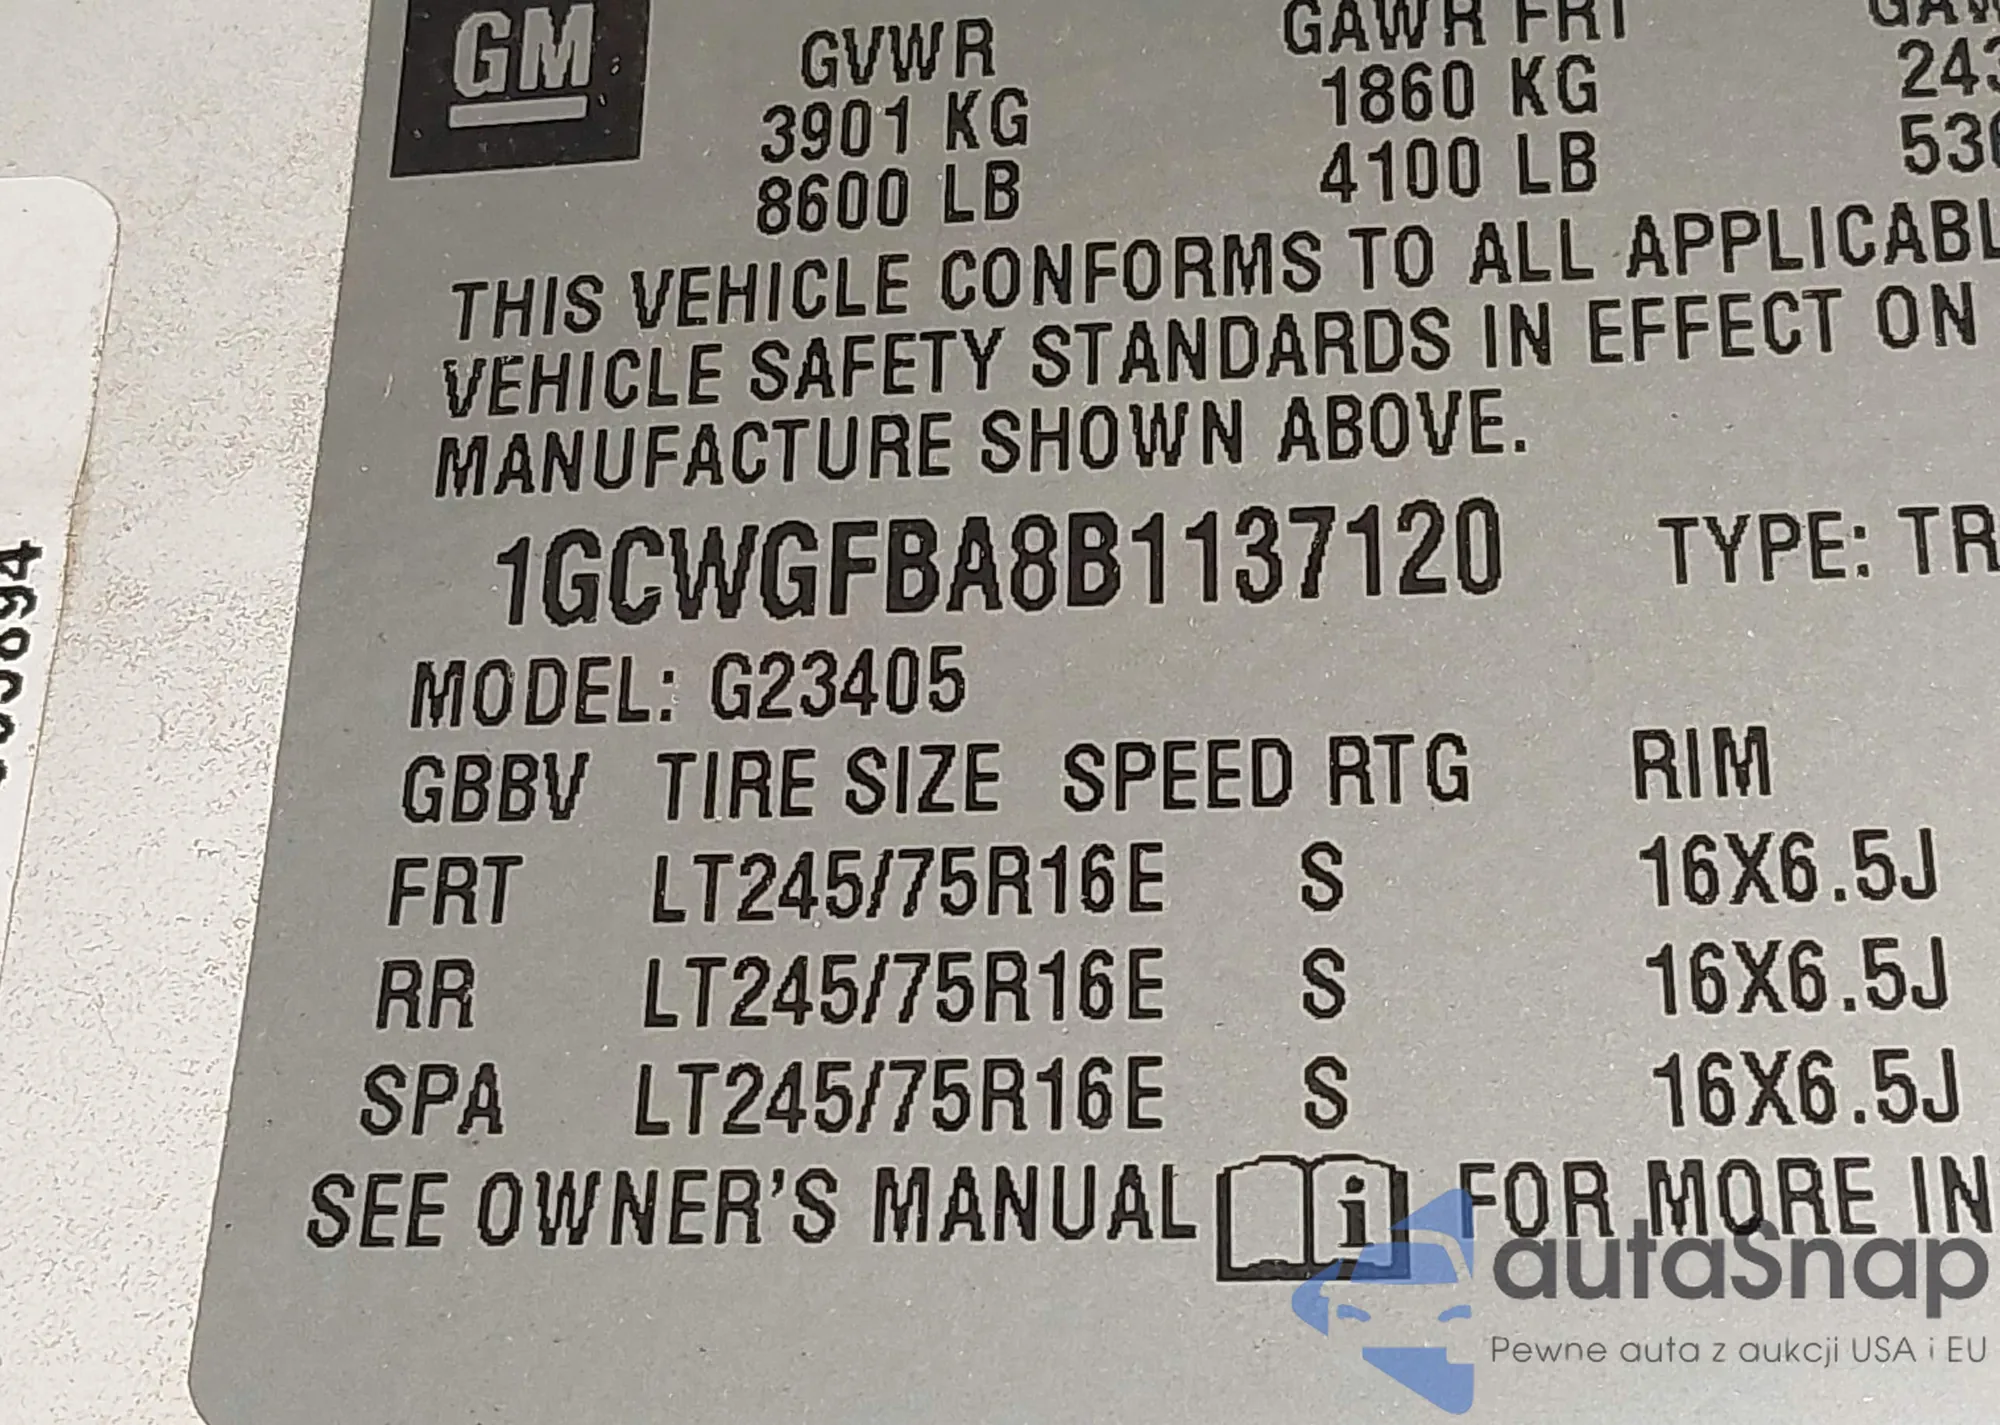 GM
GVWR GAWR FRT
3901 KG 1860 KG 243
8600 LB 4100 LB 536
THIS VEHICLE CONFORMS TO ALL APPLICABL
VEHICLE SAFETY STANDARDS IN EFFECT ON
MANUFACTURE SHOWN ABOVE.
1GCWGFBA8B1137120 TYPE: TR
MODEL: G23405
GBBV TIRE SIZE SPEED RTG RIM
FRT LT245/75R16E S 16X6.5J
RR LT245/75R16E S 16X6.5J
SPA LT245/75R16E S 16X6.5J
SEE OWNER'S MANUAL i FOR MORE IN
autaSnap
Pewne auta z aukcji USA i EU